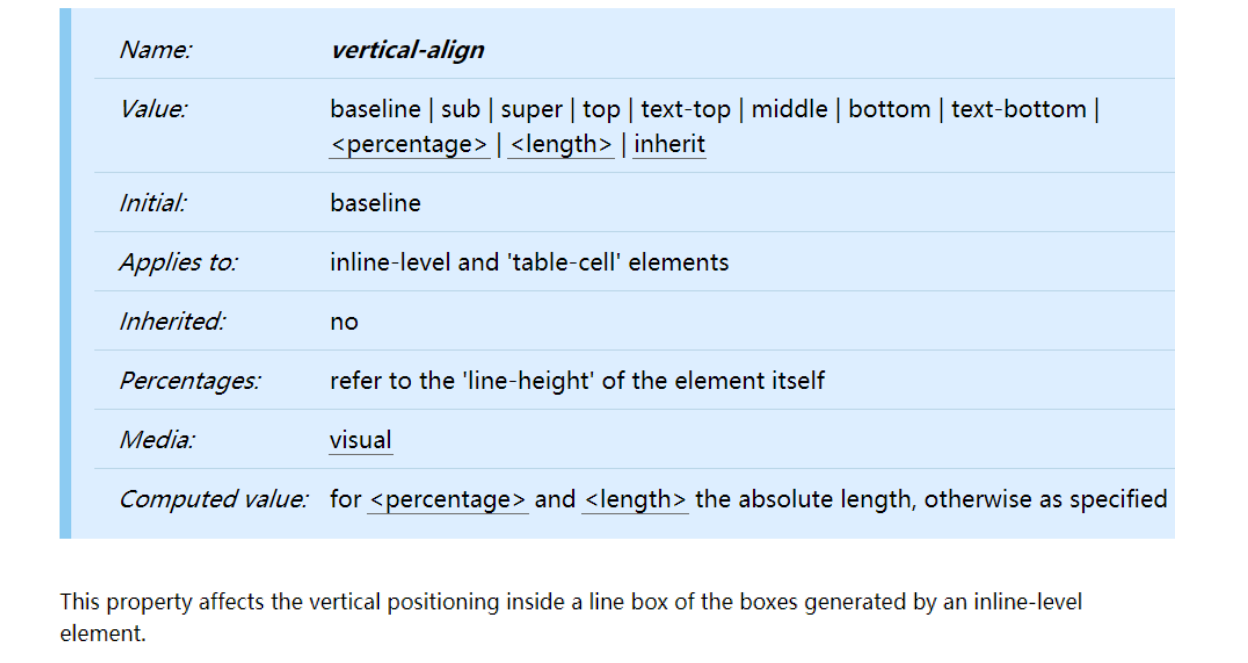 Name: vertical-align
Value: baseline | sub | super | top | text-top | middle | bottom | text-bottom |
<percentage> | <length> | inherit
Initial: baseline
Applies to: inline-level and 'table-cell' elements
Inherited: no
Percentages: refer to the 'line-height' of the element itself
Media: visual
Computed value: for <percentage> and <length> the absolute length, otherwise as specified
This property affects the vertical positioning inside a line box of the boxes generated by an inline-level
element.